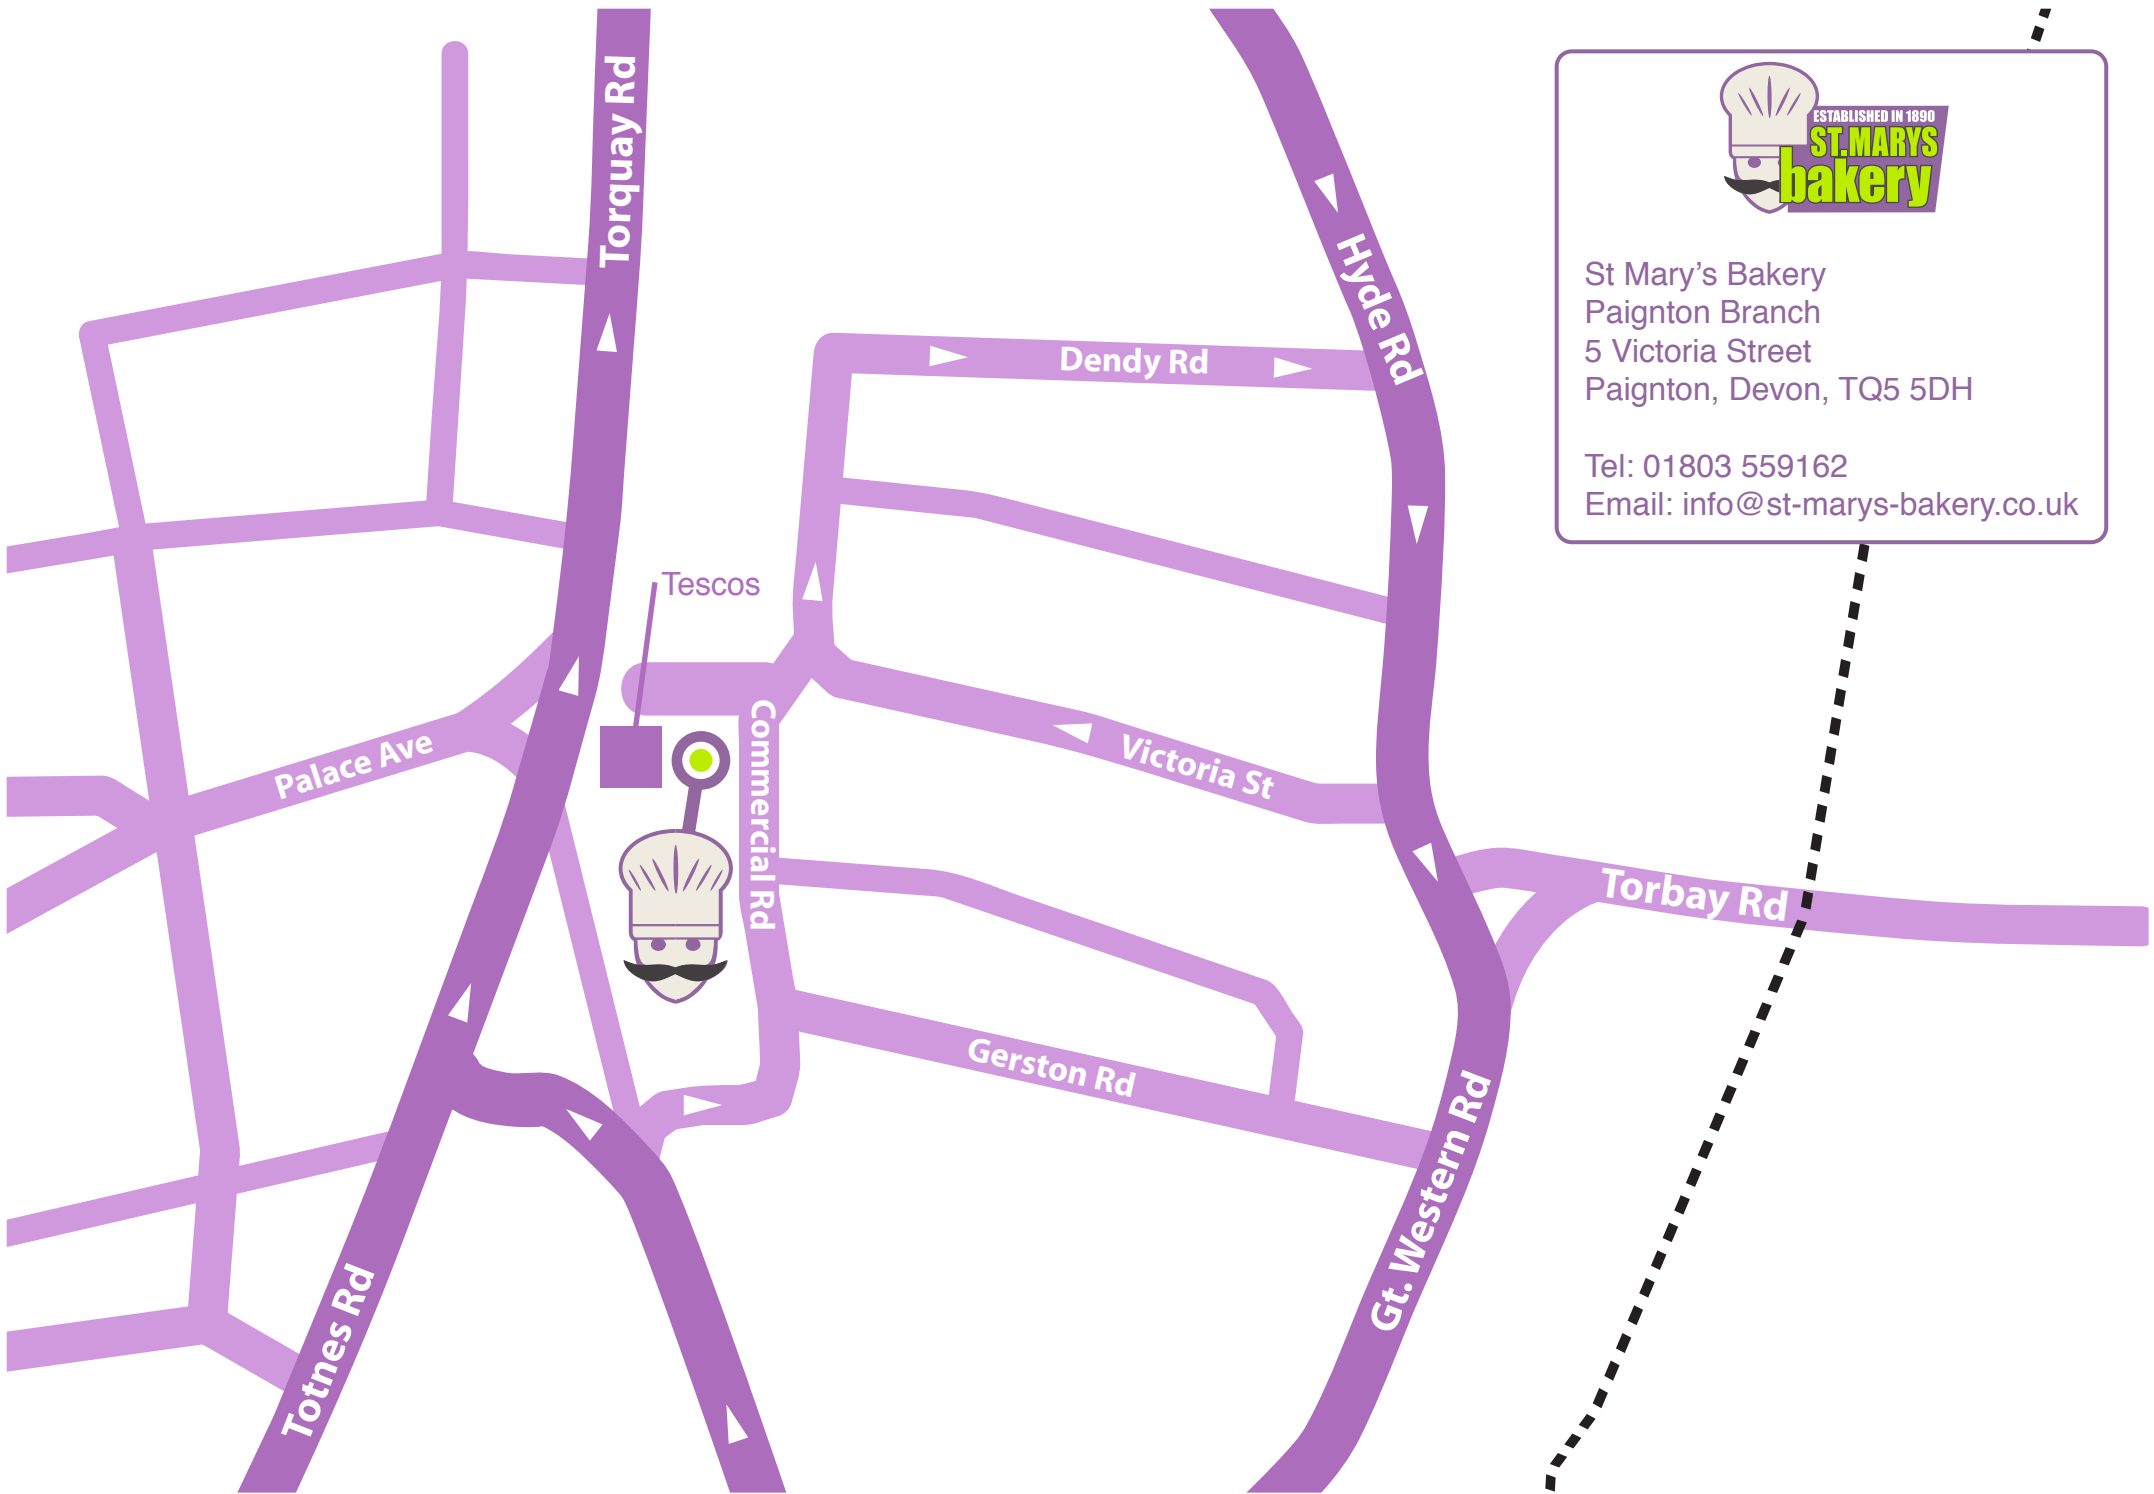 Torquay Rd
ESTABLISHED IN 1890
ST.MARYS
bakery
St Mary’s Bakery
Paignton Branch
5 Victoria Street
Paignton, Devon, TQ5 5DH
Tel: 01803 559162
Email: info@st-marys-bakery.co.uk
Hyde Rd
Dendy Rd
Tescos
Palace Ave
Commercial Rd
Victoria St
Torbay Rd
Gerston Rd
Gt. Western Rd
Totnes Rd